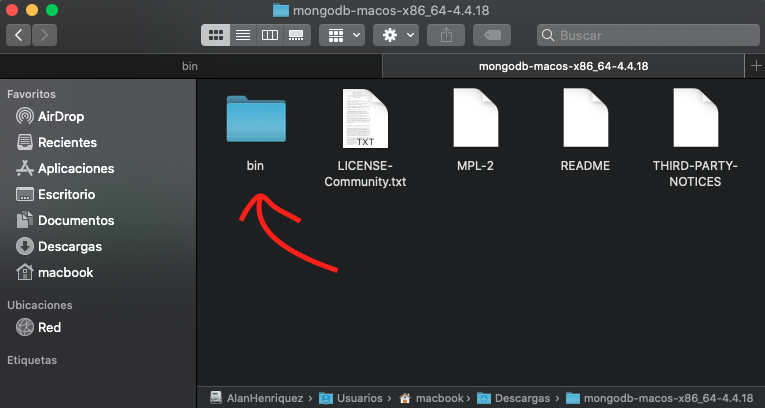 mongodb-macos-x86_64-4.4.18
Buscar
bin
mongodb-macos-x86_64-4.4.18
Favoritos
AirDrop
Recientes
Aplicaciones
Escritorio
Documentos
Descargas
macbook
Ubicaciones
Red
Etiquetas
TXT
bin
LICENSE-
Community.txt
MPL-2
README
THIRD-PARTY-
NOTICES
AlanHenriquez › Usuarios › macbook › Descargas › mongodb-macos-x86_64-4.4.18